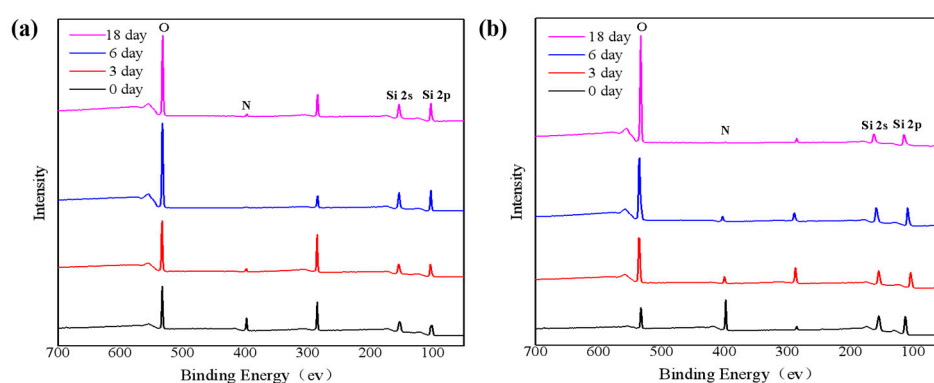 (a)
18 day
6 day
3 day
0 day
O
N
Si 2s
Si 2p
Intensity
700 600 500 400 300 200 100
Binding Energy（ev）
(b)
18 day
6 day
3 day
0 day
O
N
Si 2s
Si 2p
Intensity
700 600 500 400 300 200 100
Binding Energy（ev）